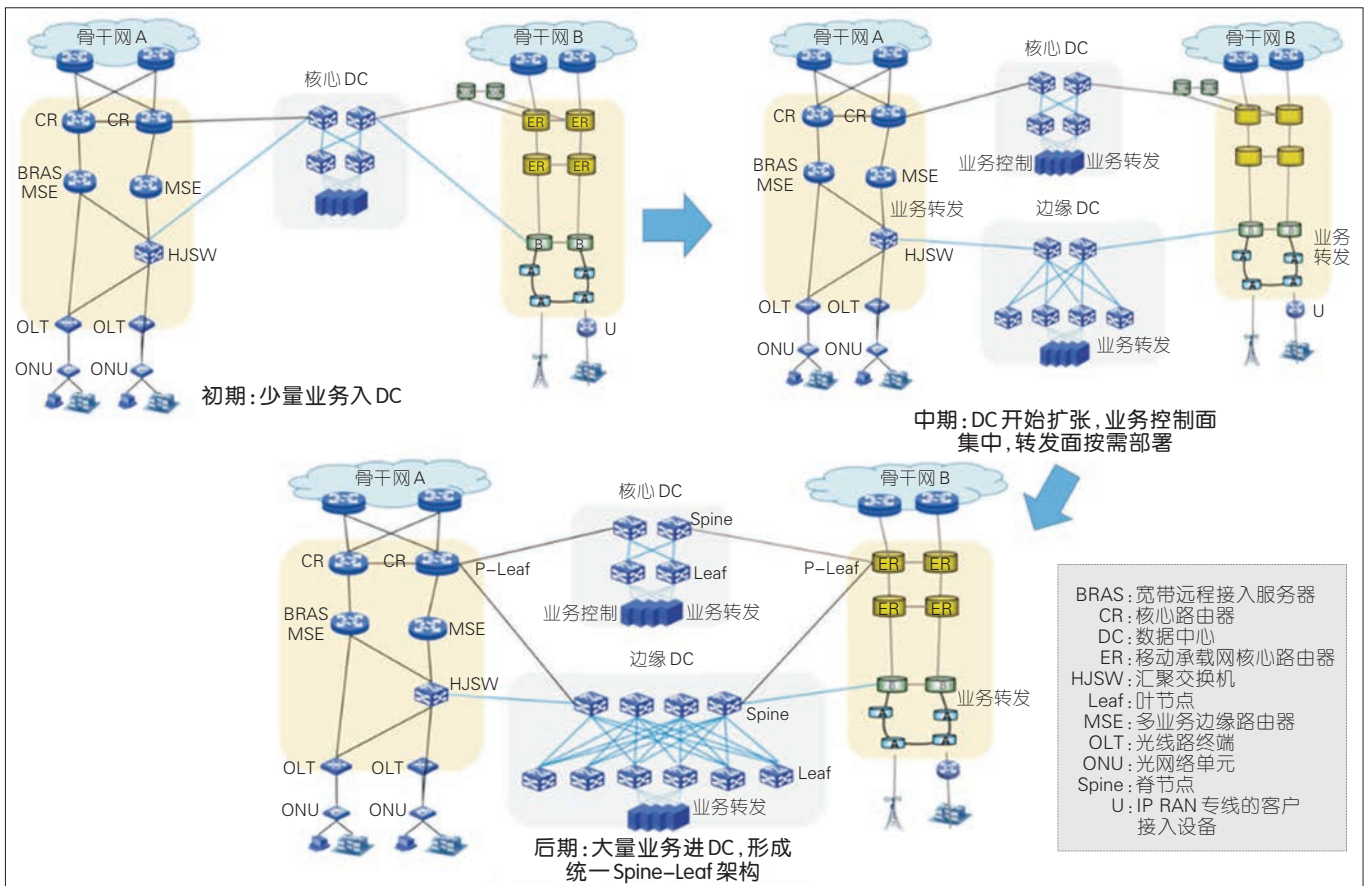 骨干网 A
骨干网 B
核心 DC
CR
CR
ER
ER
ER
ER
BRAS
MSE
MSE
HJSW
B
B
A
A
A
A
OLT
OLT
U
ONU
ONU
初期：少量业务入 DC
骨干网 A
骨干网 B
核心 DC
CR
CR
业务控制
业务转发
BRAS
MSE
MSE
业务转发
边缘 DC
HJSW
B
B
业务
转发
A
A
A
A
OLT
OLT
U
ONU
ONU
业务转发
中期：DC 开始扩张，业务控制面
集中，转发面按需部署
骨干网 A
骨干网 B
核心 DC
Spine
CR
CR
P-Leaf
Leaf
P-Leaf
ER
ER
ER
ER
BRAS
MSE
MSE
业务控制
业务转发
边缘 DC
HJSW
Spine
B
B
业务转发
A
A
A
A
OLT
OLT
Leaf
ONU
ONU
业务转发
后期：大量业务进 DC，形成
统一 Spine-Leaf 架构
BRAS：宽带远程接入服务器
CR：核心路由器
DC：数据中心
ER：移动承载网核心路由器
HJSW：汇聚交换机
Leaf：叶节点
MSE：多业务边缘路由器
OLT：光线路终端
ONU：光网络单元
Spine：脊节点
U：IP RAN 专线的客户
接入设备